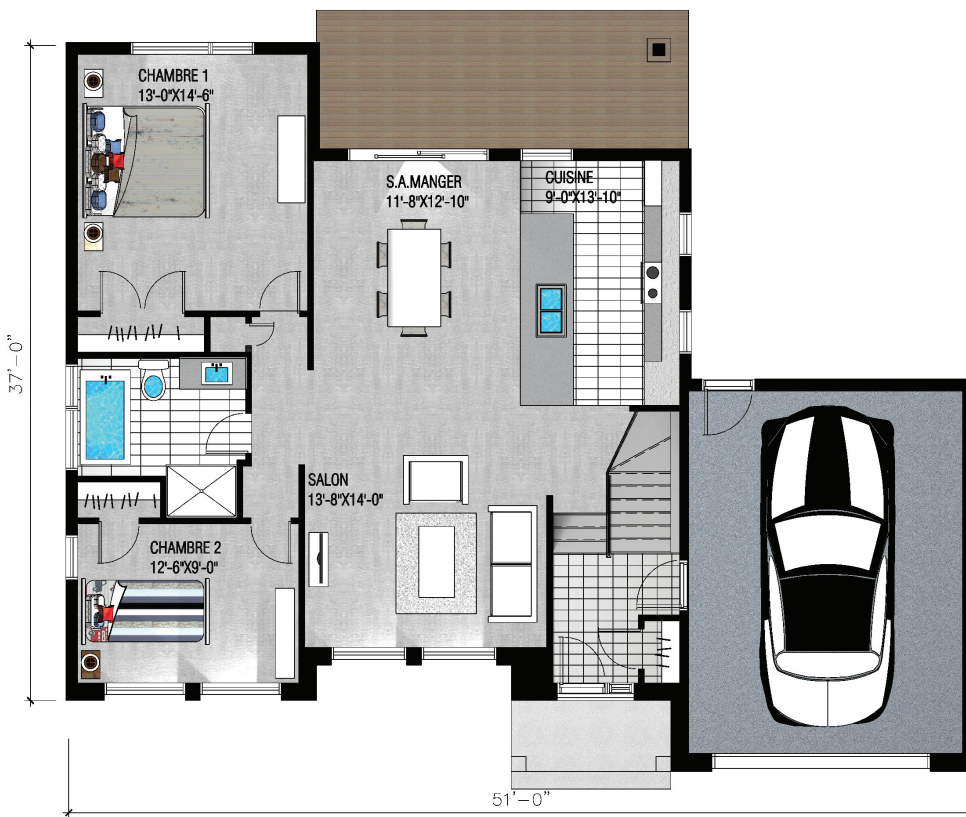 CHAMBRE 1
13'-0"X14'-6"
S.A.MANGER
11'-8"X12'-10"
CUISINE
9'-0"X13'-10"
37'-0"
SALON
13'-8"X14'-0"
CHAMBRE 2
12'-6"X9'-0"
51'-0"